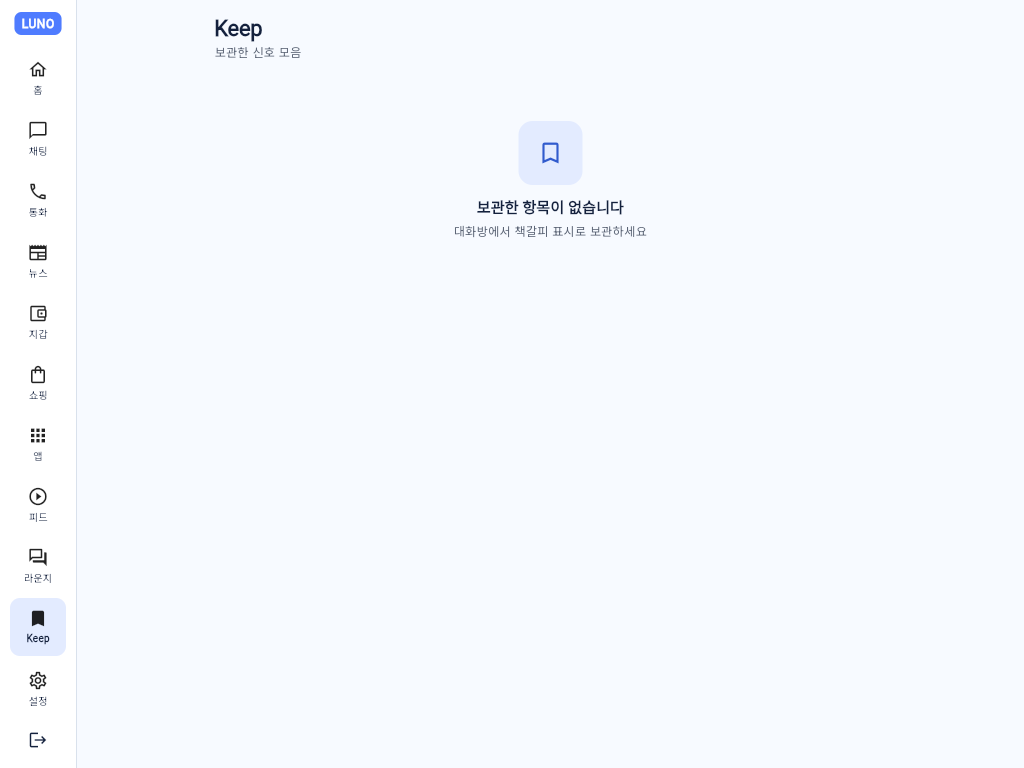 LUNO
홈
채팅
통화
뉴스
지갑
쇼핑
앱
피드
라운지
Keep
설정
Keep
보관한 신호 모음
보관한 항목이 없습니다
대화방에서 책갈피 표시로 보관하세요